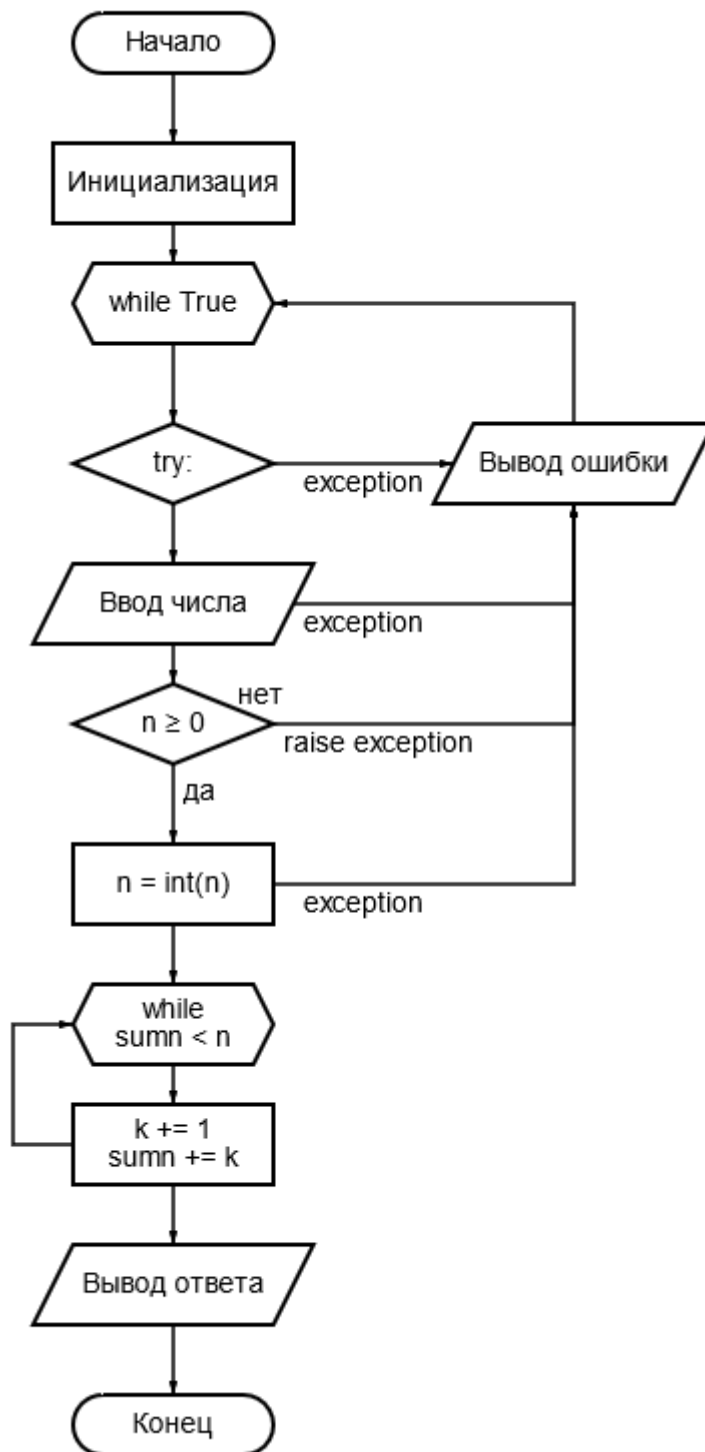 Начало
Инициализация
while True
try:
exception
Вывод ошибки
Ввод числа
exception
нет
n ≥ 0
raise exception
да
n = int(n)
exception
while
sumn < n
k += 1
sumn += k
Вывод ответа
Конец